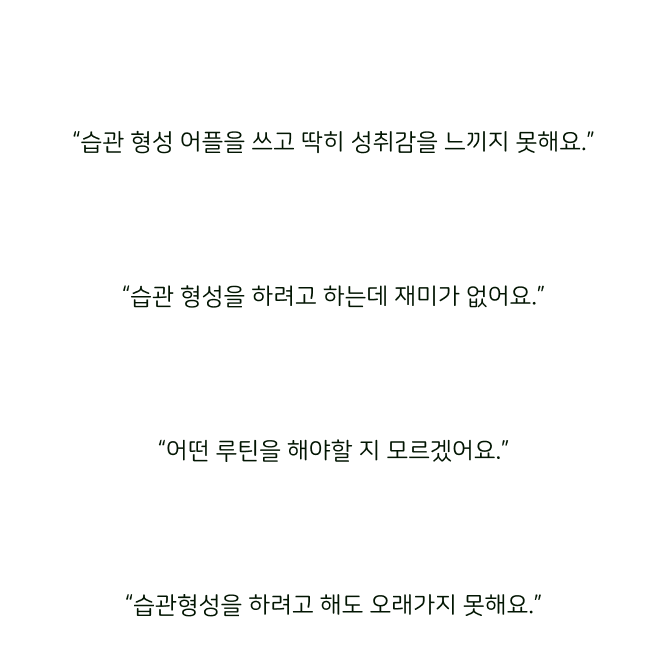 “습관 형성 어플을 쓰고 딱히 성취감을 느끼지 못해요.”
“습관 형성을 하려고 하는데 재미가 없어요.”
“어떤 루틴을 해야할 지 모르겠어요.”
“습관형성을 하려고 해도 오래가지 못해요.”